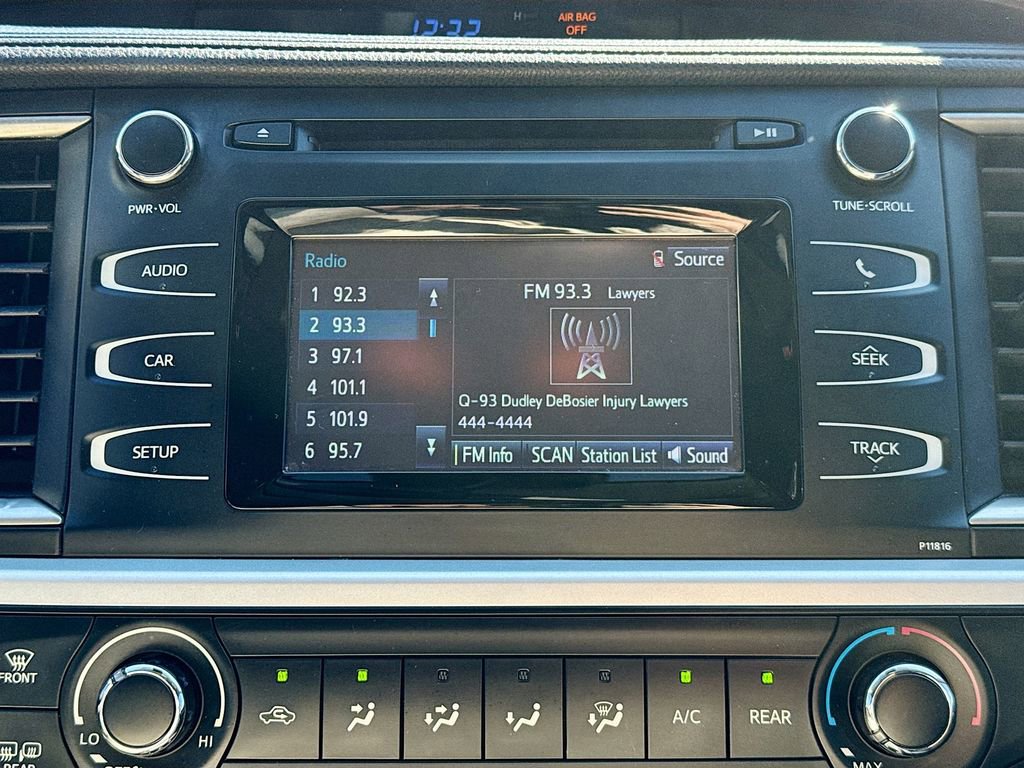 12:33
H
AIR BAG
OFF
PWR·VOL
TUNE·SCROLL
AUDIO
CAR
SETUP
SEEK
TRACK
Radio
Source
1 92.3
2 93.3
3 97.1
4 101.1
5 101.9
6 95.7
FM 93.3 Lawyers
Q-93 Dudley DeBosier Injury Lawyers
444-4444
FM Info SCAN Station List Sound
P11816
FRONT
REAR
LO
HI
A/C
REAR
MAX